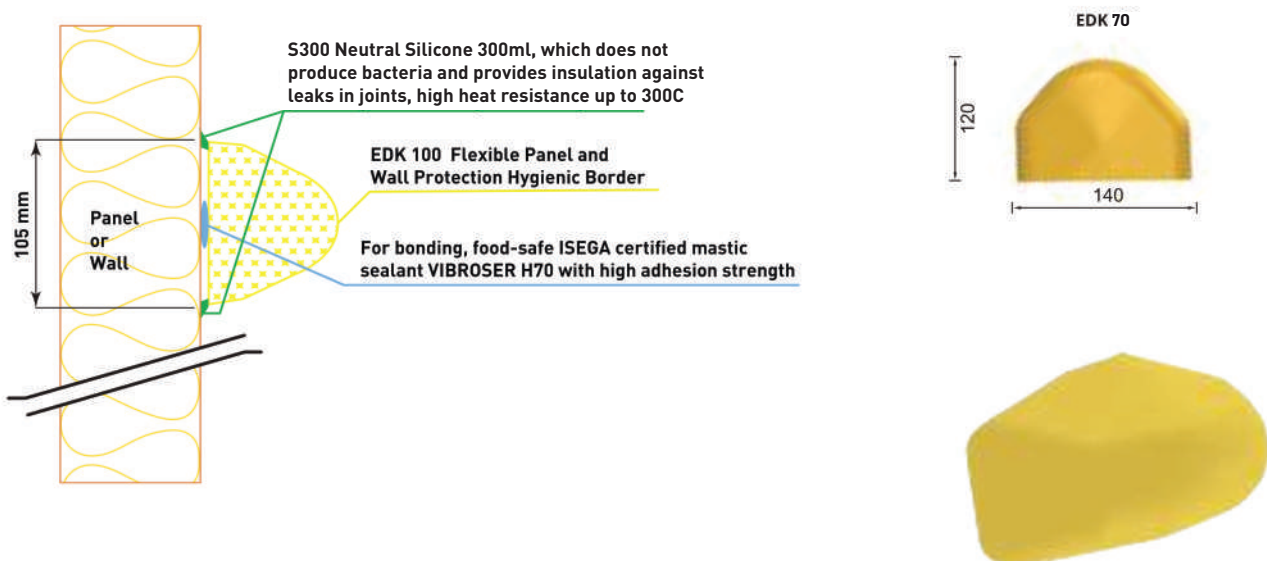 S300 Neutral Silicone 300ml, which does not
produce bacteria and provides insulation against
leaks in joints, high heat resistance up to 300C
EDK 100 Flexible Panel and
Wall Protection Hygienic Border
105 mm
Panel
or
Wall
For bonding, food-safe ISEGA certified mastic
sealant VIBROSER H70 with high adhesion strength
EDK 70
120
140